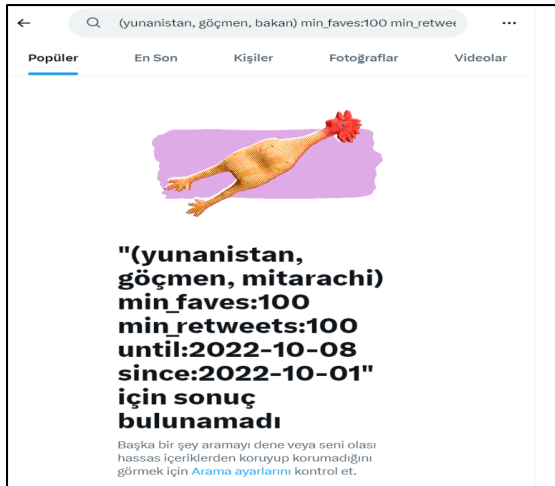 (yunanistan, göçmen, bakan) min_faves:100 min_retwee
Popüler En Son Kişiler Fotoğraflar Videolar
"(yunanistan,
göçmen, mitarachi)
min_faves:100
min_retweets:100
until:2022-10-08
since:2022-10-01"
için sonuç
bulunamadı
Başka bir şey aramayı dene veya seni olası
hassas içeriklerden koruyup korumadığını
görmek için Arama ayarlarını kontrol et.